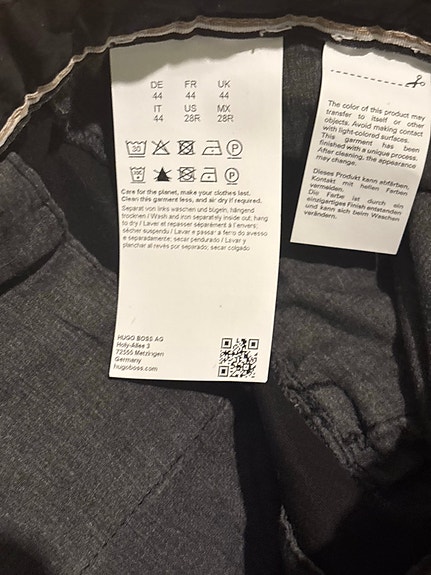 DE FR UK
44 44 44
IT US MX
44 28R 28R
30 P
P
Care for the planet, make your clothes last.
Clean this garment less, and air dry if required.
Separat von links waschen und bügeln, hängend
trocknen / Wash and iron separately inside out, hang
to dry / Laver et repasser séparément à l'envers;
sécher suspendu / Lavar e
e separadamente; secar pendurado / Lavar y
planchar al revés por separado; secar colgado
HUGO BOSS AG
Holy-Allee 3
72555 Metzingen
Germany
hugoboss.com
The color of this product may
transfer to itself or other
objects. Avoid making contact
with light-colored surfaces.
This garment has been
finished with a unique process.
After cleaning, the appearance
may change.
Dieses Produkt kann abfärben,
Kontakt mit hellen Farben
vermeiden.
Die Farbe ist durch ein
einzigartiges Finish entstanden
und kann sich beim Waschen
verändern.